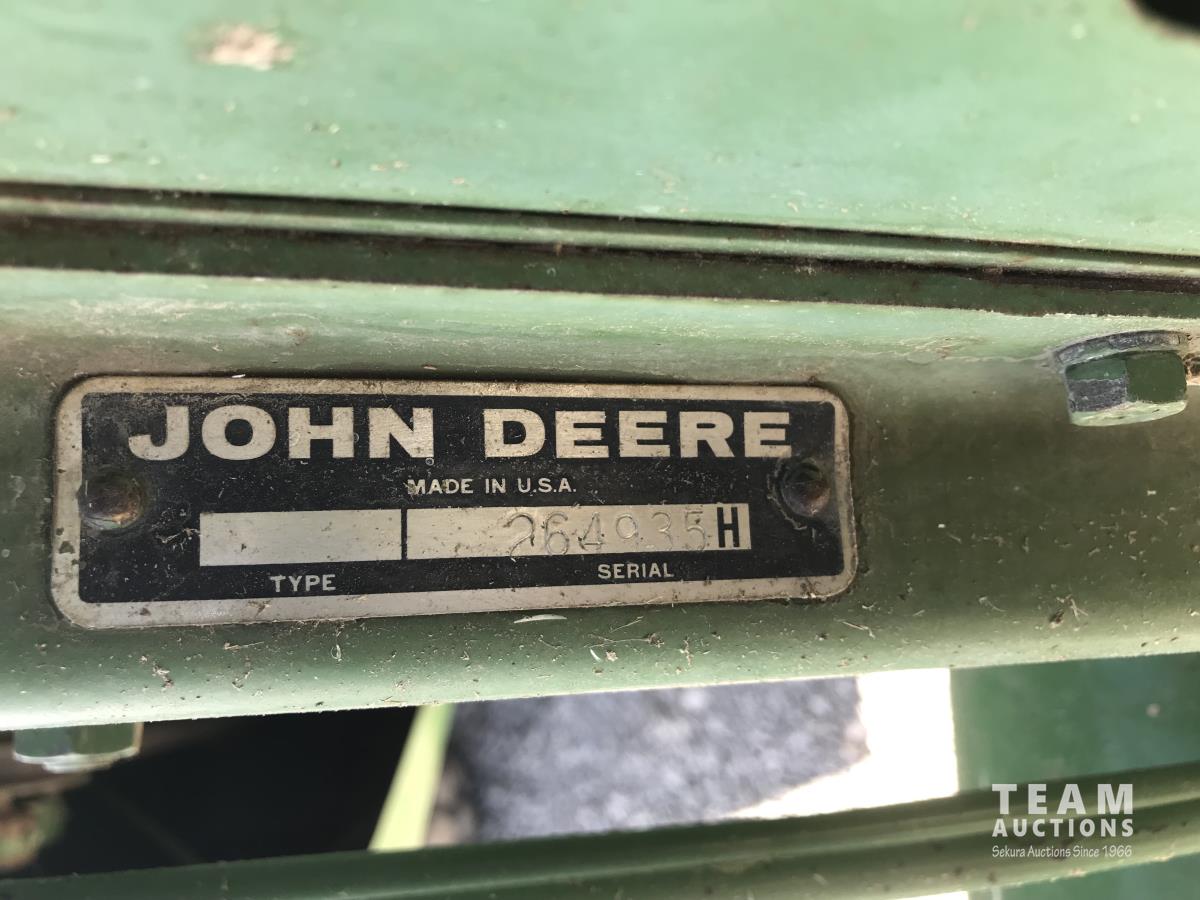 JOHN DEERE
MADE IN U.S.A.
264935H
TYPE SERIAL
TEAM
AUCTIONS
Sekura Auctions Since 1966